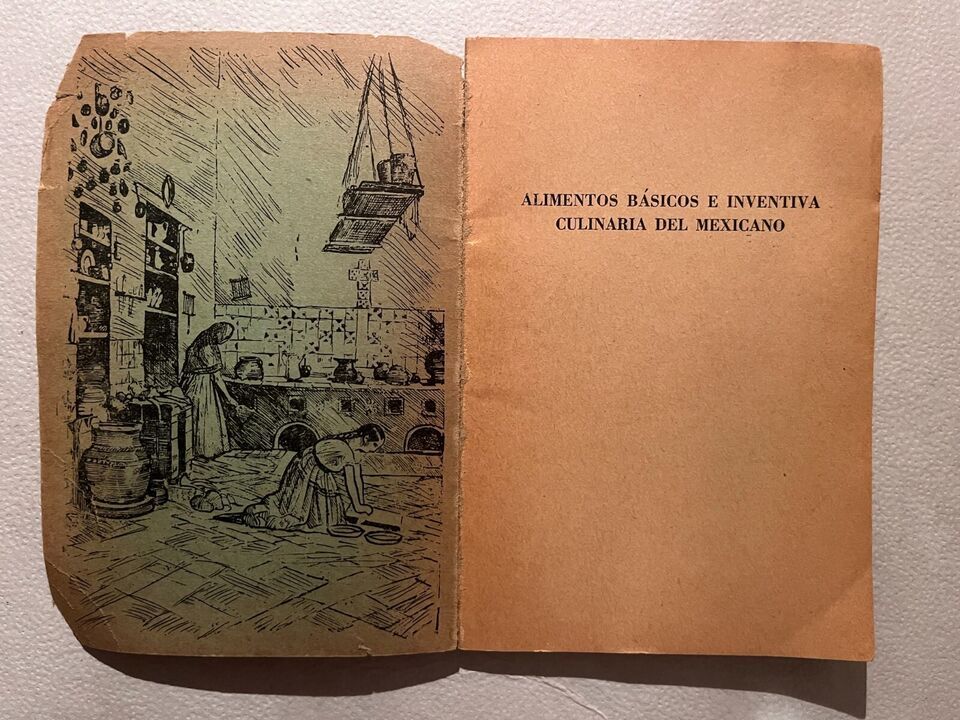 ALIMENTOS BÁSICOS E INVENTIVA
CULINARIA DEL MEXICANO